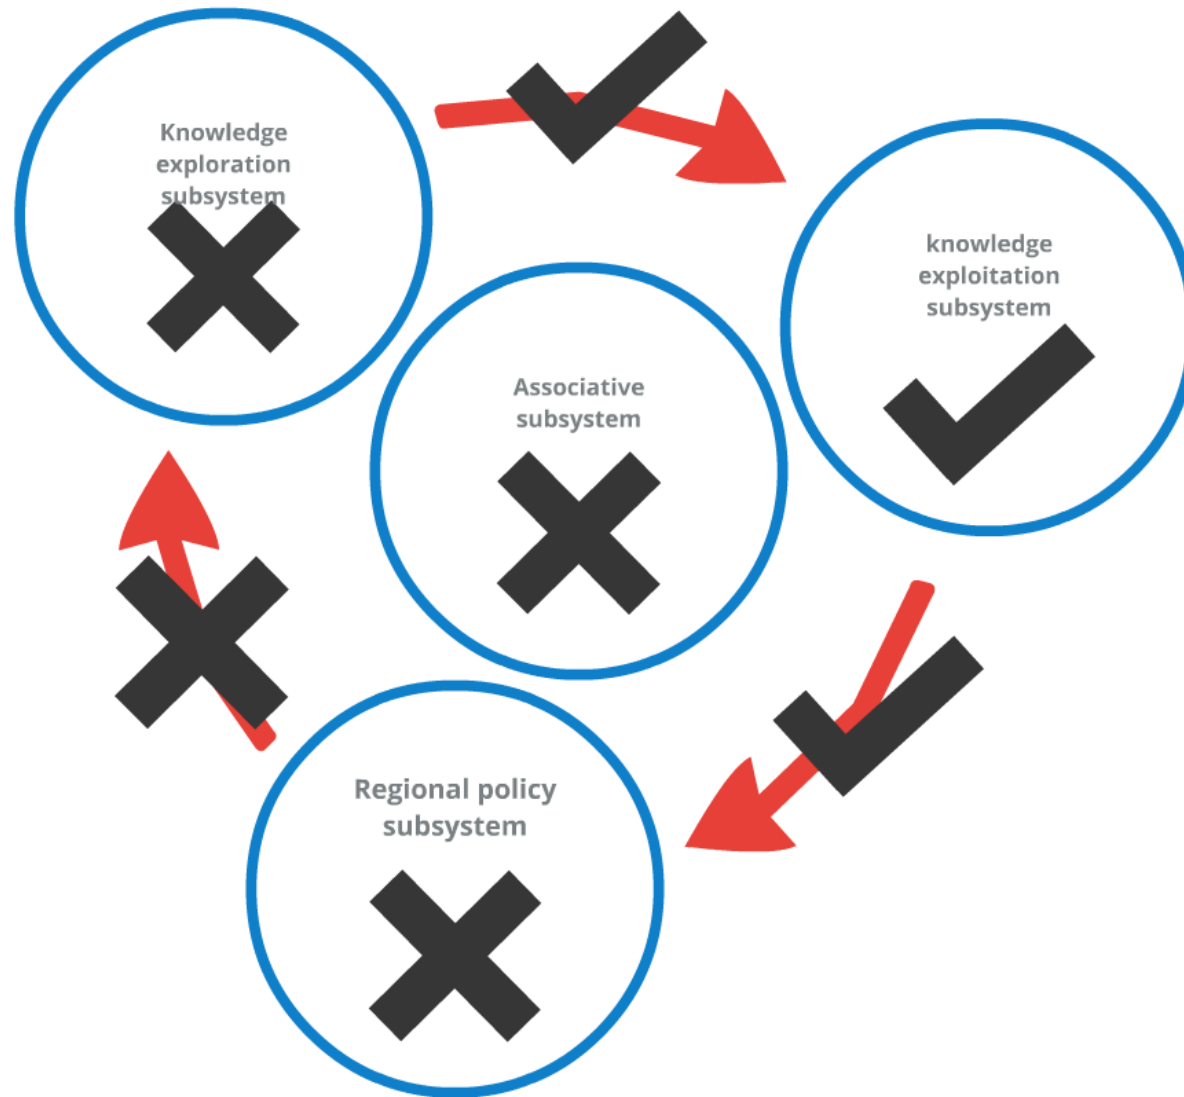 Knowledge
exploration
subsystem
knowledge
exploitation
subsystem
Associative
subsystem
Regional policy
subsystem